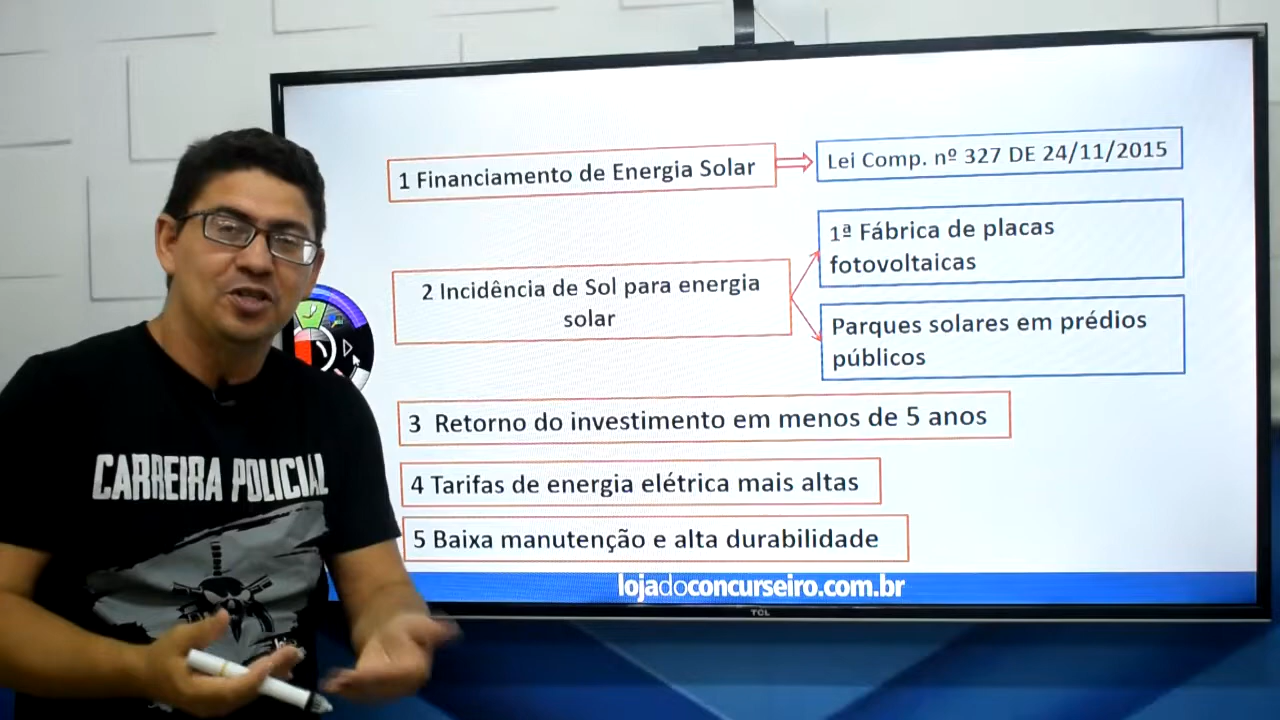 1 Financiamento de Energia Solar
Lei Comp. nº 327 DE 24/11/2015
2 Incidência de Sol para energia
solar
1ª Fábrica de placas
fotovoltaicas
Parques solares em prédios
públicos
3 Retorno do investimento em menos de 5 anos
4 Tarifas de energia elétrica mais altas
5 Baixa manutenção e alta durabilidade
lojadoconcurseiro.com.br
TCL
CARREIRA POLICIAL